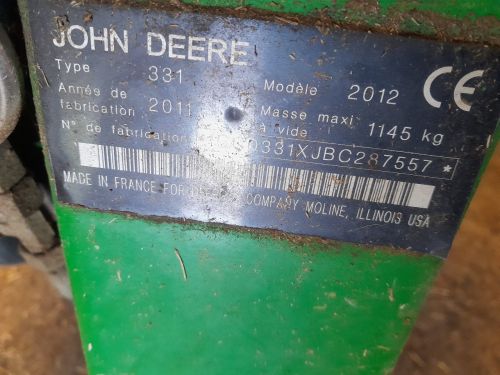 JOHN DEERE
Type 331 Modèle 2012 CE
Année de fabrication 2011 Masse maxi à vide 1145 kg
N° de fabrication D331XJBC287557*
MADE IN FRANCE FOR COMPANY MOLINE, ILLINOIS USA